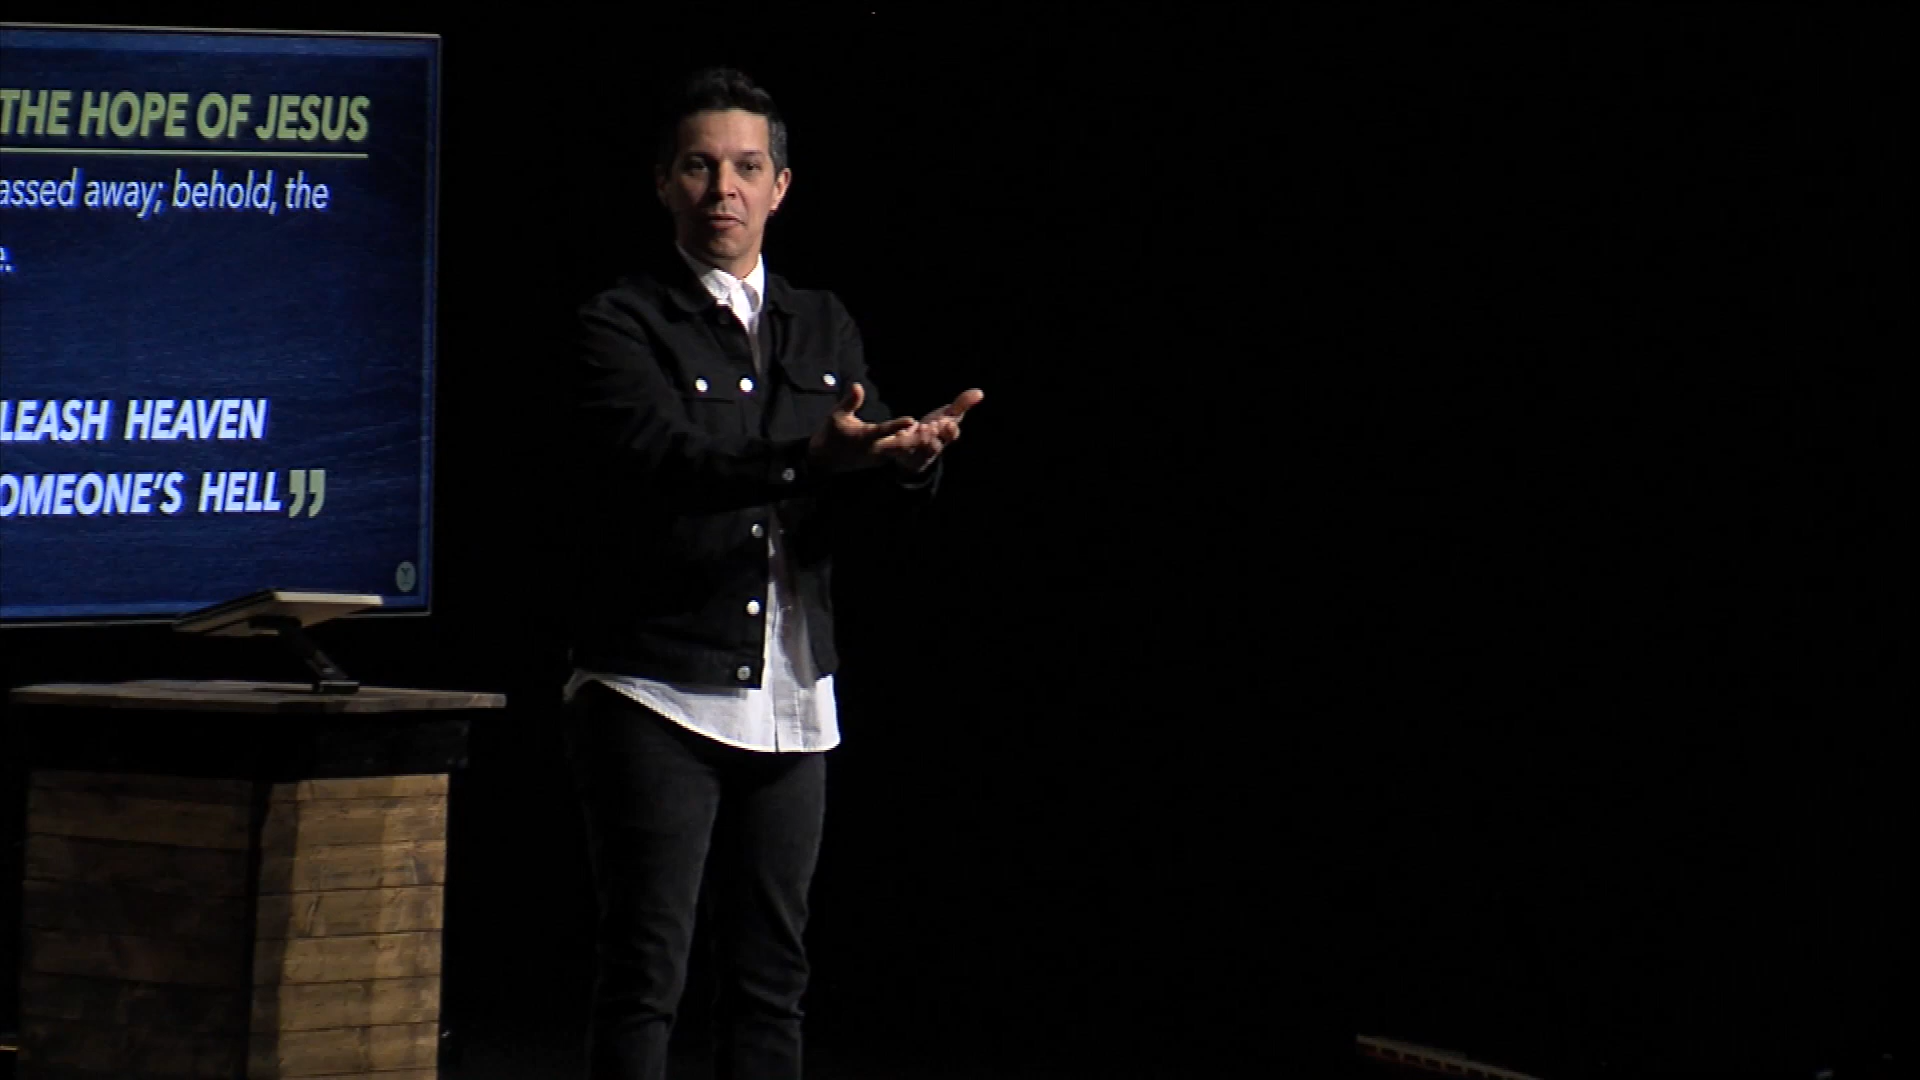 THE HOPE OF JESUS
assed away; behold, the
e.
LEASH HEAVEN
OMEONE'S HELL”